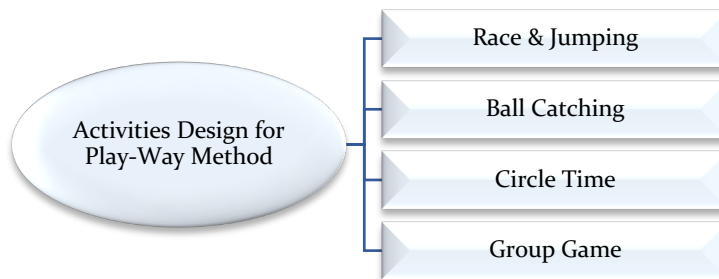 Activities Design for
Play-Way Method
Race & Jumping
Ball Catching
Circle Time
Group Game